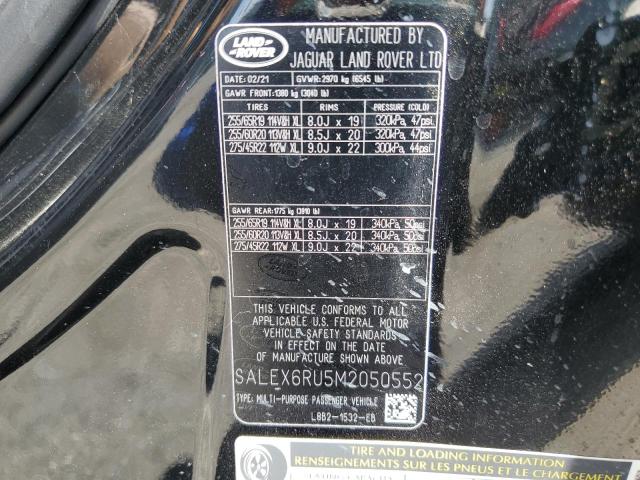 LAND ROVER
MANUFACTURED BY
JAGUAR LAND ROVER LTD
DATE: 02/21 GVWR:2970 kg (6545 lb)
GAWR FRONT:1380 kg (3040 lb)
TIRES RIMS PRESSURE (COLD)
255/65R19 114V&H XL 8.0J x 19 320kPa, 47psi
255/60R20 113V&H XL 8.5J x 20 320kPa, 47psi
275/45R22 112W XL 9.0J x 22 300kPa, 44psi
GAWR REAR:1775 kg (3910 lb)
255/65R19 114V&H XL 8.0J x 19 340kPa, 50psi
255/60R20 113V&H XL 8.5J x 20 340kPa, 50psi
275/45R22 112W XL 9.0J x 22 340kPa, 50psi
LAND ROVER
THIS VEHICLE CONFORMS TO ALL
APPLICABLE U.S. FEDERAL MOTOR
VEHICLE SAFETY STANDARDS
IN EFFECT ON THE DATE
OF MANUFACTURE SHOWN ABOVE
SALEX6RU5M2050552
TYPE: MULTI-PURPOSE PASSENGER VEHICLE
L8B2-1532-EB
TIRE AND LOADING INFORMATION
RENSEIGNEMENTS SUR LES PNEUS ET LE CHARGEMENT
SEATING CAPACITY